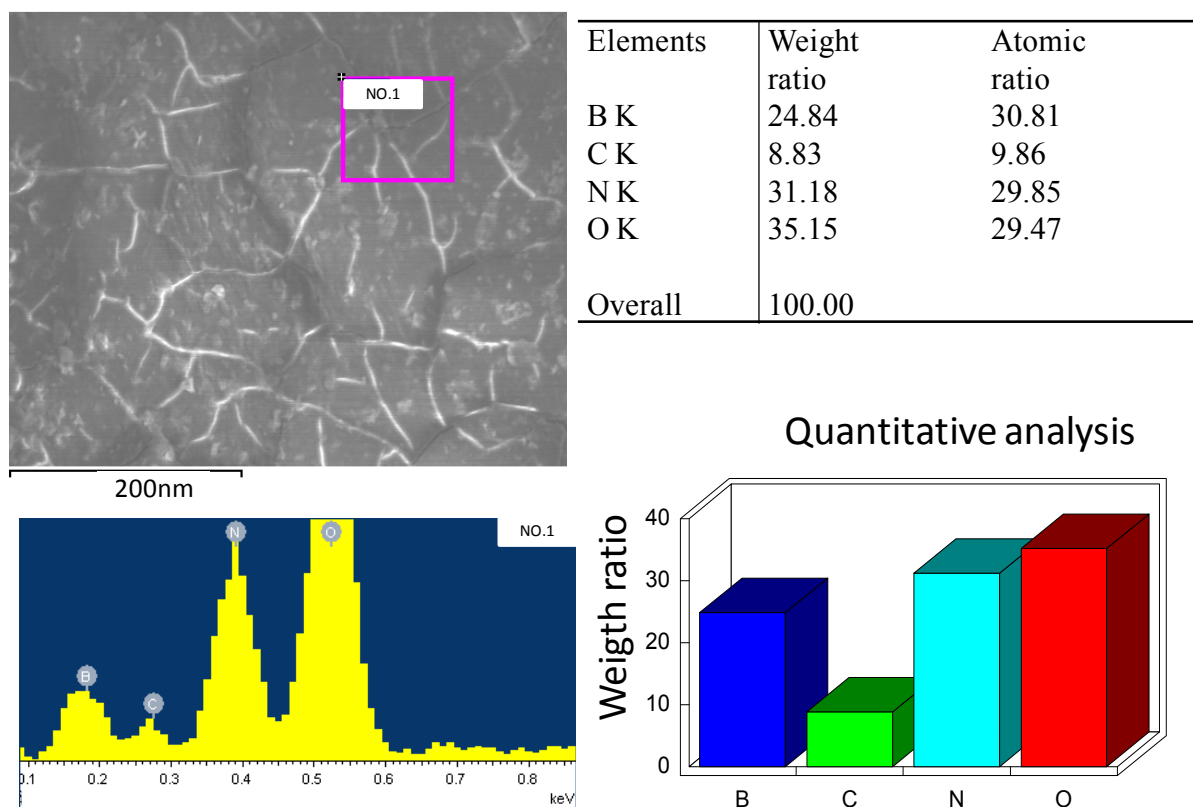 NO.1
200nm
Elements Weight ratio Atomic ratio
B K 24.84 30.81
C K 8.83 9.86
N K 31.18 29.85
O K 35.15 29.47
Overall 100.00
NO.1
N
O
B
C
0.1 0.2 0.3 0.4 0.5 0.6 0.7 0.8
keV
Quantitative analysis
Weigth ratio
40
30
20
10
0
B C N O